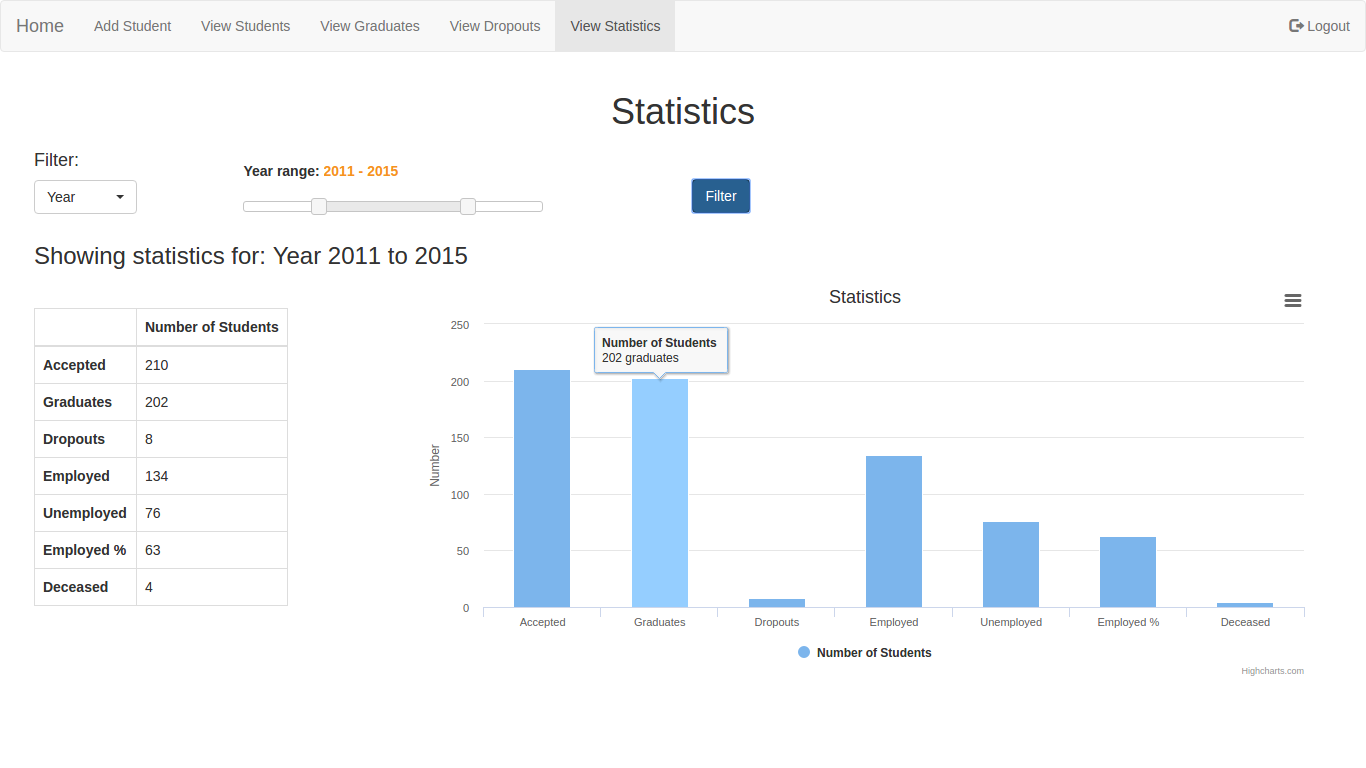 Home Add Student View Students View Graduates View Dropouts View Statistics Logout
Statistics
Filter:
Year
Year range: 2011 - 2015
Filter
Showing statistics for: Year 2011 to 2015
Number of Students
Accepted 210
Graduates 202
Dropouts 8
Employed 134
Unemployed 76
Employed % 63
Deceased 4
Statistics
Number
250
200
150
100
50
0
Number of Students
202 graduates
Accepted Graduates Dropouts Employed Unemployed Employed % Deceased
Number of Students
Highcharts.com